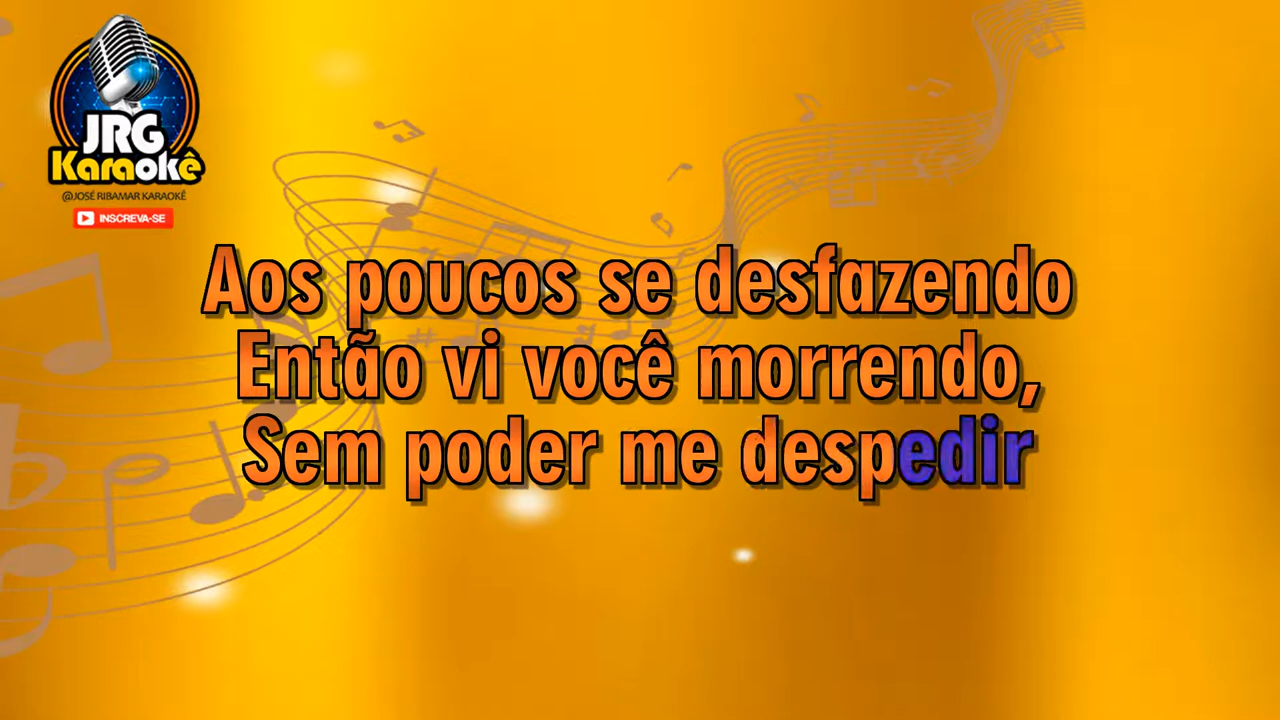 JRG
Karaokê
@JOSÉ RIBAMAR KARAOKÊ
INSCREVA-SE
Aos poucos se desfazendo
Então vi você morrendo,
Sem poder me despedir